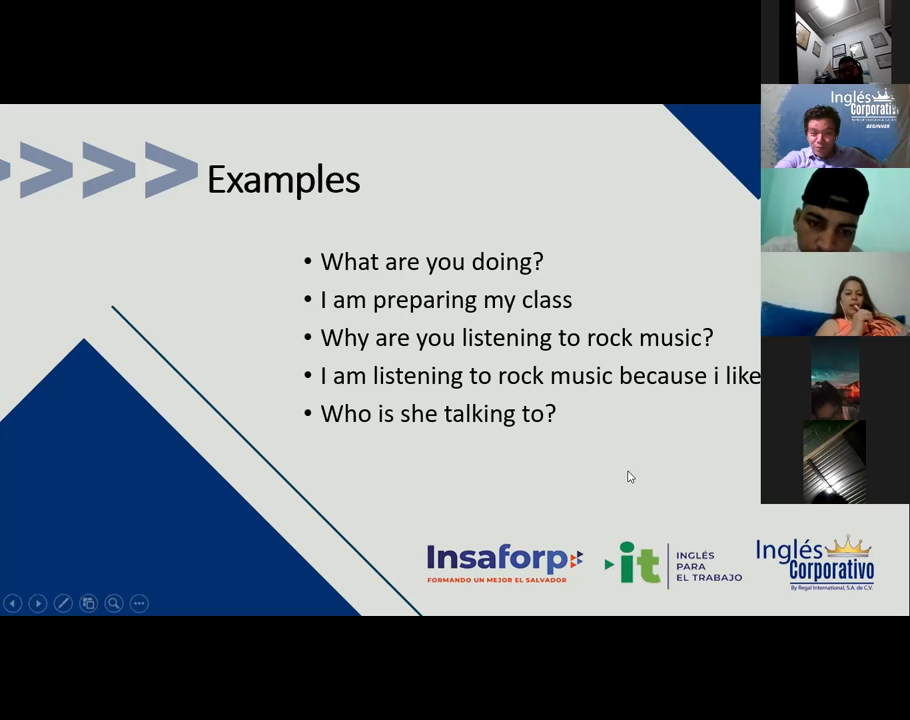 Examples
• What are you doing?
• I am preparing my class
• Why are you listening to rock music?
• I am listening to rock music because i like
• Who is she talking to?
Insaforp
FORMANDO UN MEJOR EL SALVADOR
it
INGLÉS
PARA
EL TRABAJO
Inglés
Corporativo
By Regal International, S.A. de C.V.
Inglés
Corporativo
BEGINNER